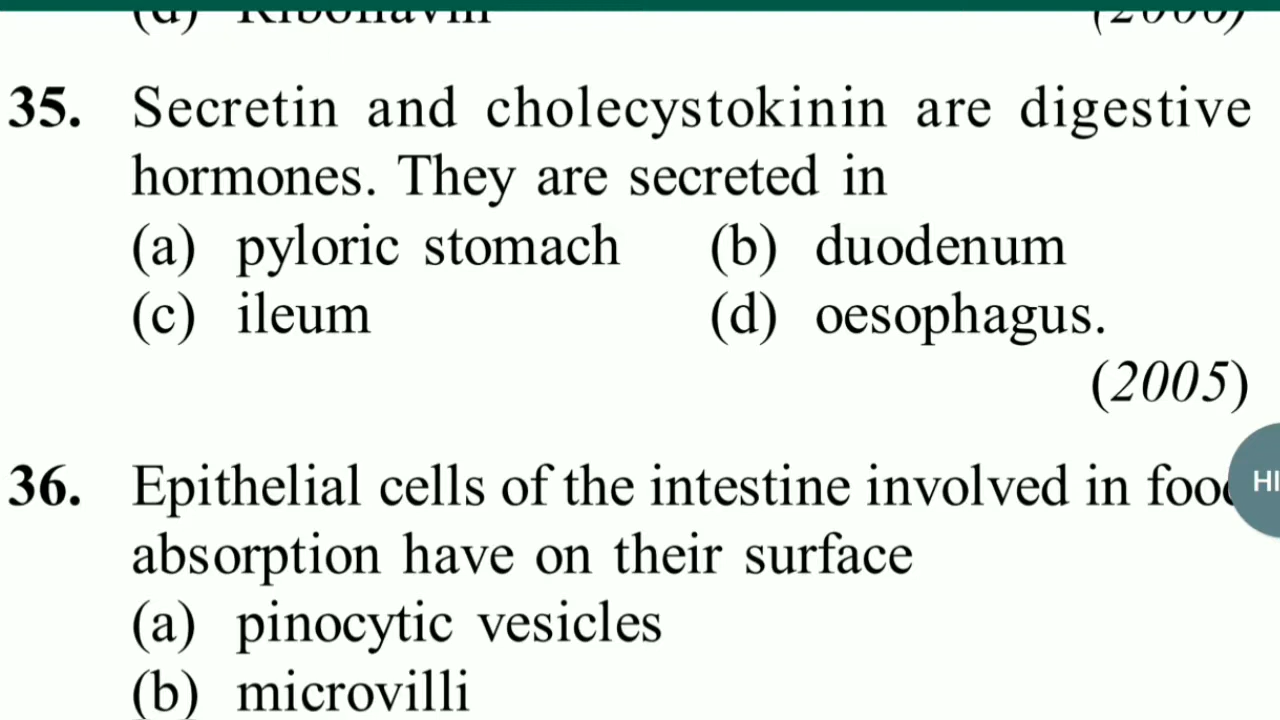 35. Secretin and cholecystokinin are digestive
hormones. They are secreted in
(a) pyloric stomach (b) duodenum
(c) ileum (d) oesophagus.
(2005)
36. Epithelial cells of the intestine involved in
absorption have on their surface
(a) pinocytic vesicles
(b) microvilli